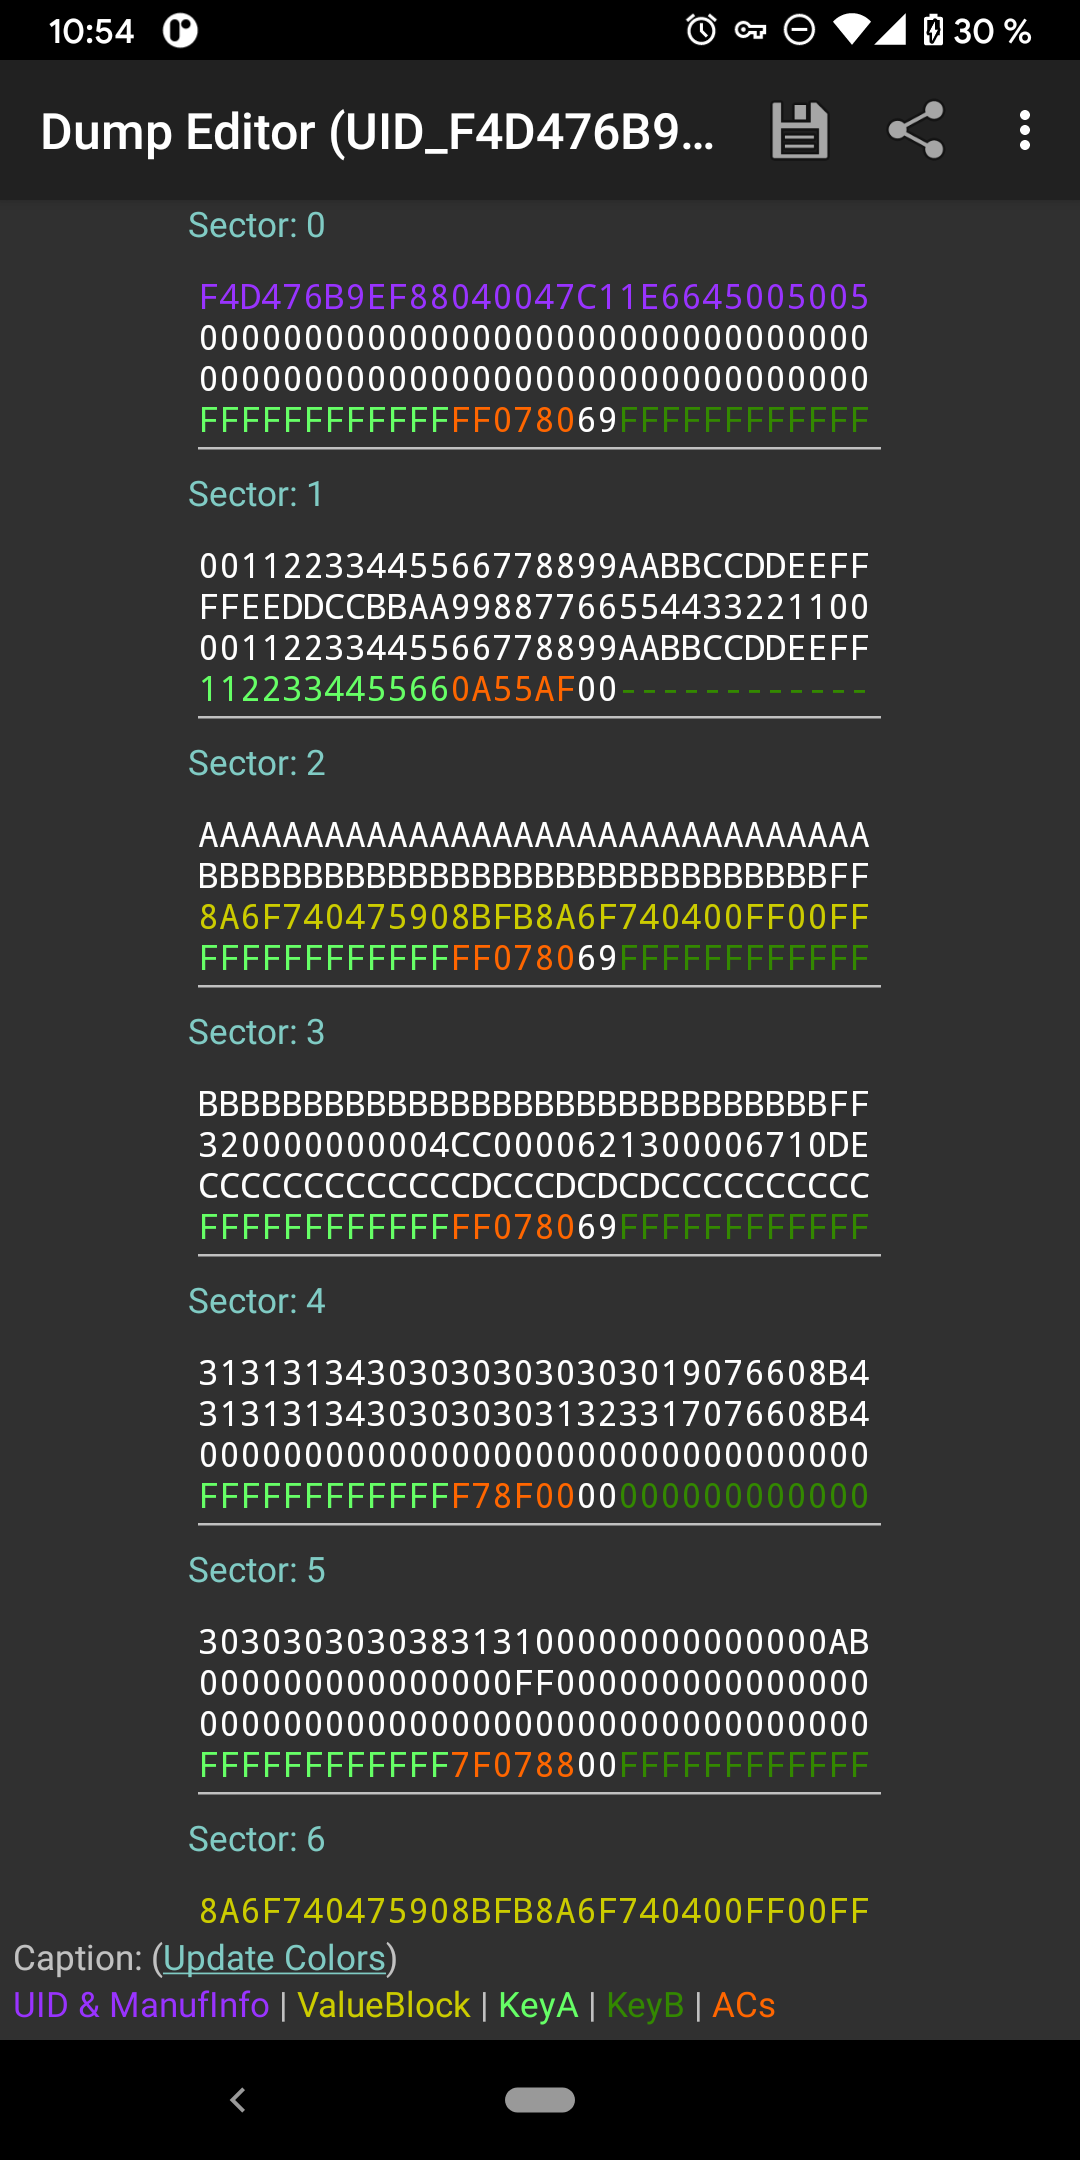 10:54 30 %
Dump Editor (UID_F4D476B9...
Sector: 0
F4D476B9EF88040047C11E6645005005
00000000000000000000000000000000
00000000000000000000000000000000
FFFFFFFFFFFFFF078069FFFFFFFFFFFF
Sector: 1
00112233445566778899AABBCCDDEEFF
FFEEDDCCBBAA99887766554433221100
00112233445566778899AABBCCDDEEFF
1122334455660A55AF00------------
Sector: 2
AAAAAAAAAAAAAAAAAAAAAAAAAAAAAAAA
BBBBBBBBBBBBBBBBBBBBBBBBBBBBBBFF
8A6F740475908BFB8A6F740400FF00FF
FFFFFFFFFFFFFF078069FFFFFFFFFFFF
Sector: 3
BBBBBBBBBBBBBBBBBBBBBBBBBBBBBBFF
320000000004CC0000621300006710DE
CCCCCCCCCCCCCDCCCDCDCDCCCCCCCCCC
FFFFFFFFFFFFFF078069FFFFFFFFFFFF
Sector: 4
313131343030303030303019076608B4
313131343030303031323317076608B4
00000000000000000000000000000000
FFFFFFFFFFFFF78F0000000000000000
Sector: 5
303030303038313100000000000000AB
000000000000000FF000000000000000
00000000000000000000000000000000
FFFFFFFFFFFF7F078800FFFFFFFFFFFF
Sector: 6
8A6F740475908BFB8A6F740400FF00FF
Caption: (Update Colors)
UID & ManufInfo | ValueBlock | KeyA | KeyB | ACs